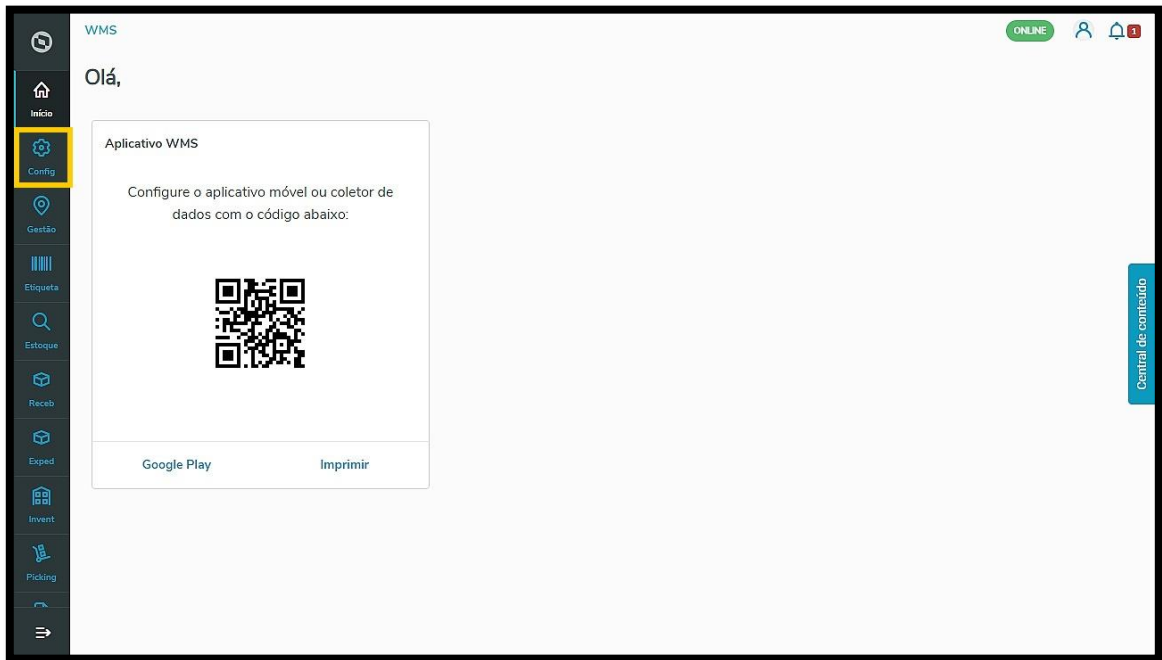 WMS
ONLINE
1
Olá,
Início
Config
Gestão
Etiqueta
Estoque
Receb
Exped
Invent
Picking
Aplicativo WMS
Configure o aplicativo móvel ou coletor de
dados com o código abaixo:
Google Play
Imprimir
Central de conteúdo